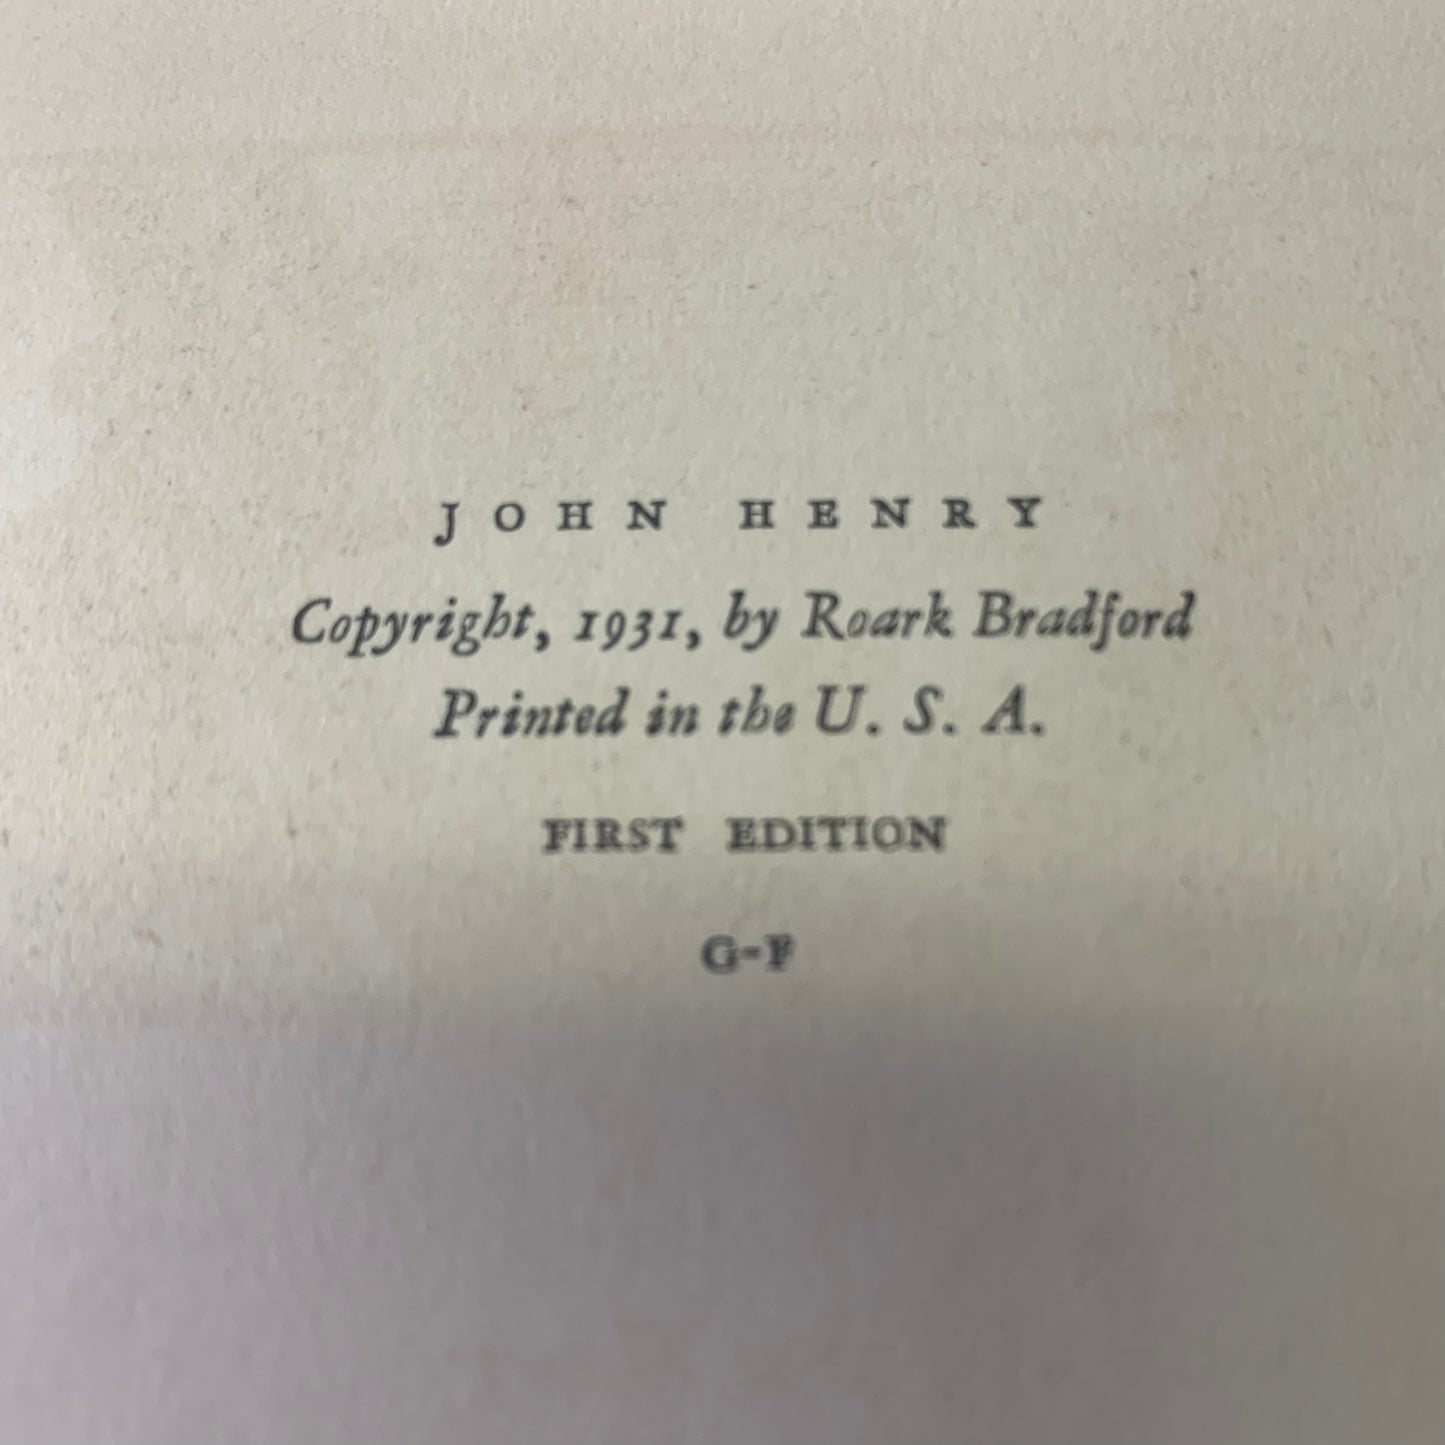 JOHN HENRY
Copyright, 1931, by Roark Bradford
Printed in the U. S. A.
FIRST EDITION
G-F